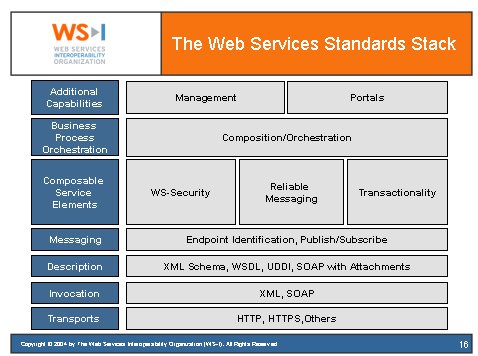 WS-I
WEB SERVICES
INTEROPERABILITY
ORGANIZATION
The Web Services Standards Stack
Additional
Capabilities
Management
Portals
Business
Process
Orchestration
Composition/Orchestration
Composable
Service
Elements
WS-Security
Reliable
Messaging
Transactionality
Messaging
Endpoint Identification, Publish/Subscribe
Description
XML Schema, WSDL, UDDI, SOAP with Attachments
Invocation
XML, SOAP
Transports
HTTP, HTTPS,Others
Copyright © 2004 by The Web Services Interoperability Organization (WS-I). All Rights Reserved
16